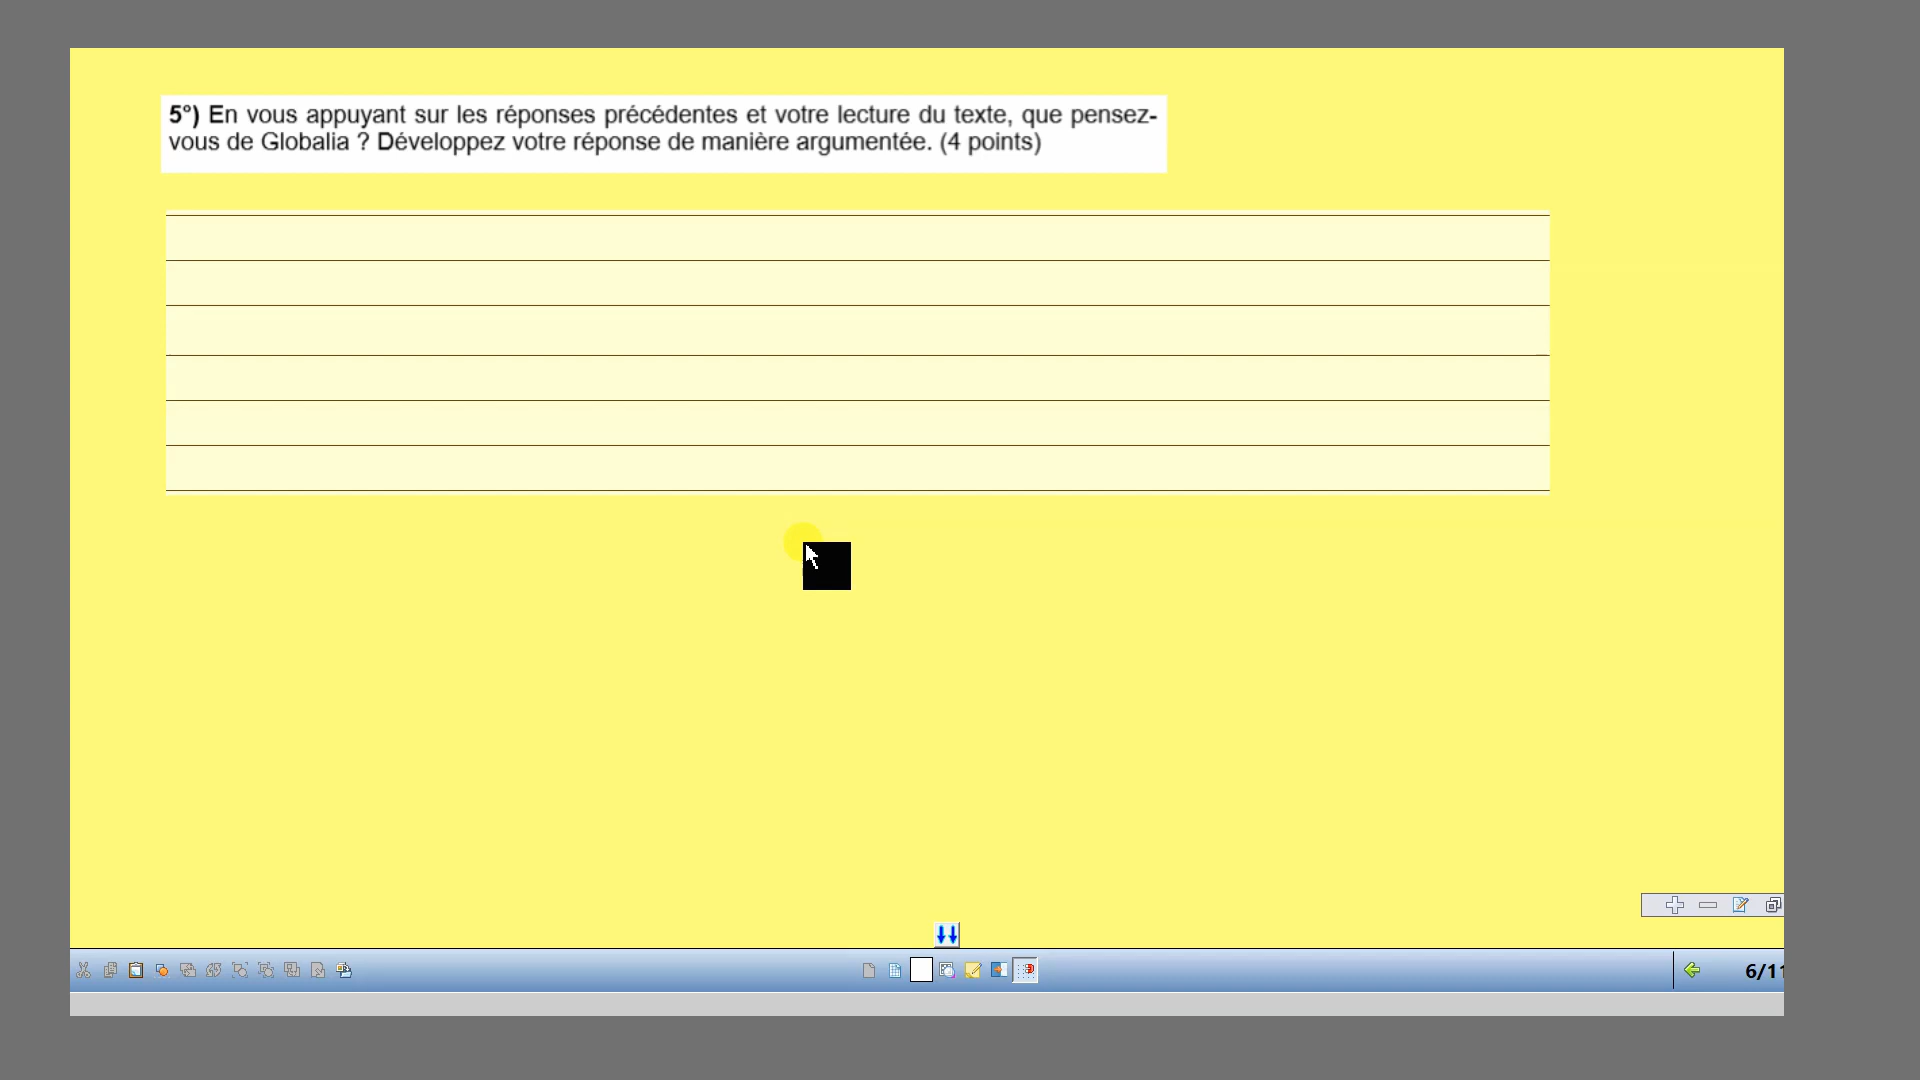 5°) En vous appuyant sur les réponses précédentes et votre lecture du texte, que pensez-
vous de Globalia ? Développez votre réponse de manière argumentée. (4 points)
6/11